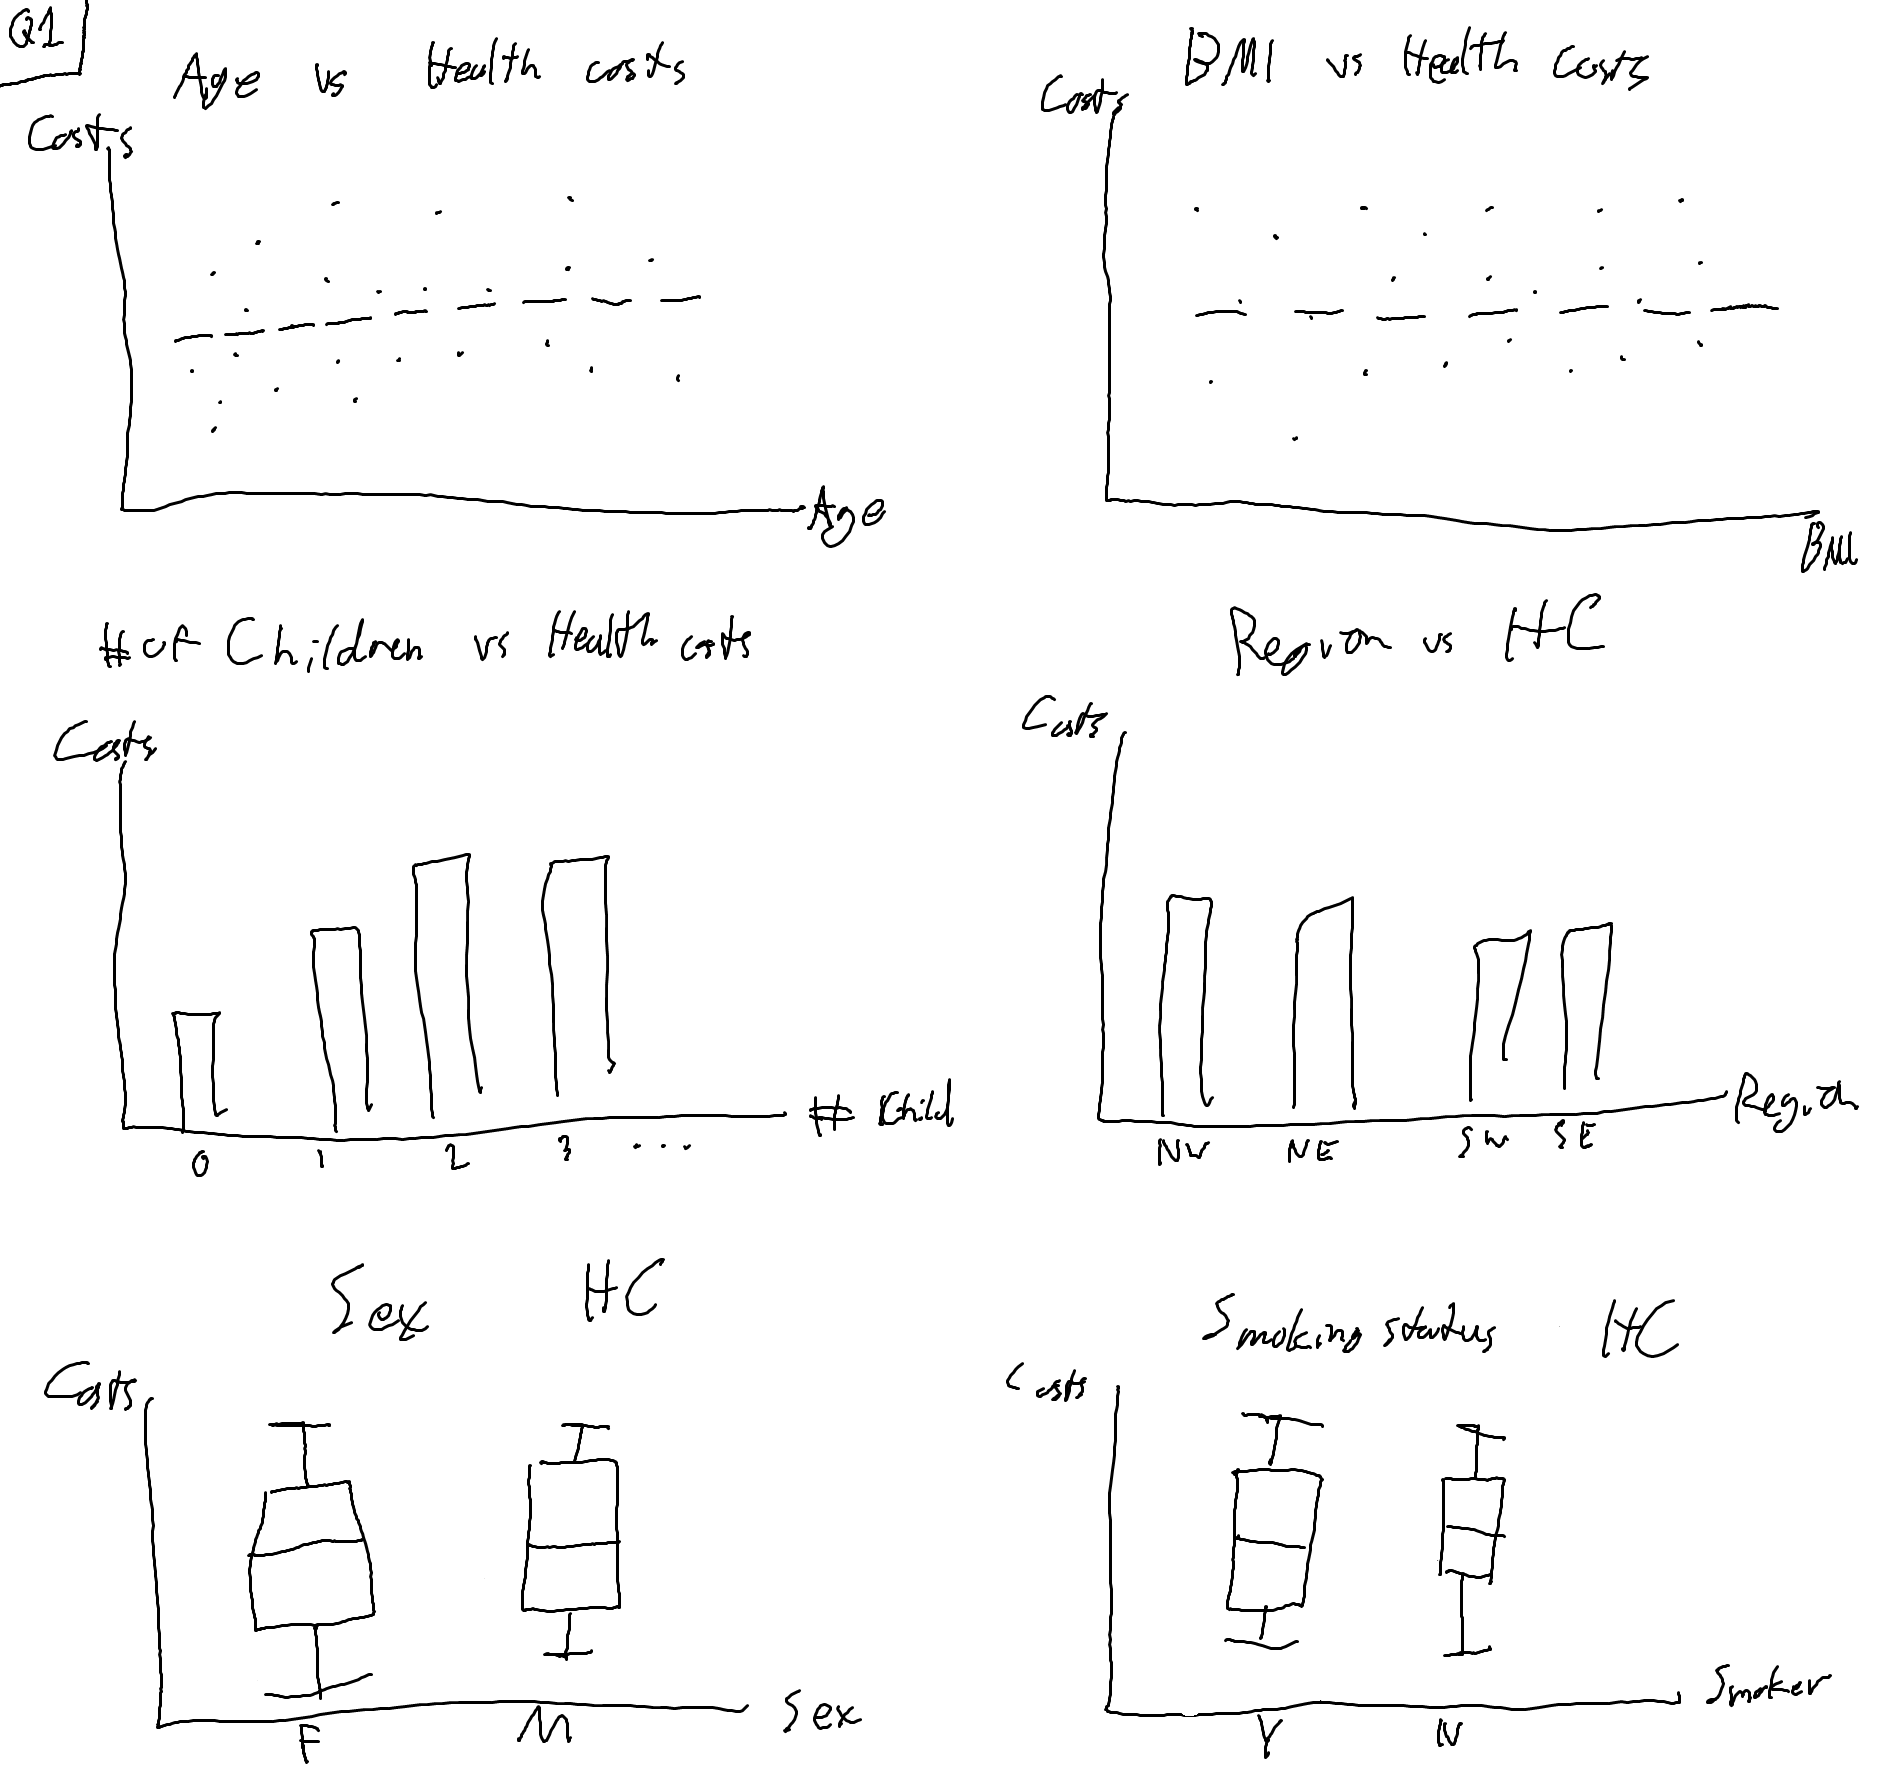 Q1
Age vs Health costs
Costs
Age
BMI vs Health Costs
Costs
BMI
# of Children vs Health costs
Costs
0 1 2 3 ...
# Child
Region vs HC
Costs
NW NE SW SE
Region
Sex HC
Costs
F M
Sex
Smoking status HC
Costs
Y N
Smoker